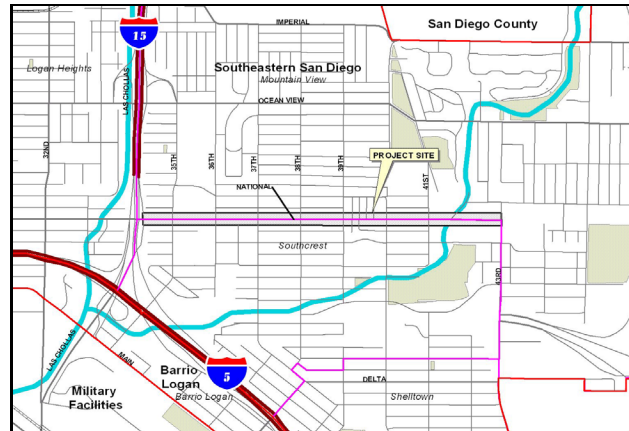 IMPERIAL
San Diego County
15
Southeastern San Diego
Mountain View
Logan Heights
LAS CHOLLAS
OCEAN VIEW
32ND
35TH
36TH
37TH
38TH
39TH
PROJECT SITE
41ST
NATIONAL
Southcrest
43RD
LAS CHOLLAS
MAIN
Barrio
Logan
Barrio Logan
5
DELTA
Military
Facilities
Shelltown